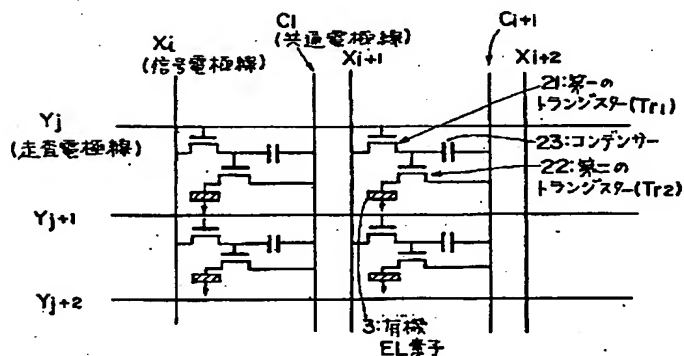 Xi
(信号電極線)
Ci
(共通電極線)
Xi+1
Ci+1
Xi+2
21:第一の
トランジスター(Tr1)
23:コンデンサー
22:第二の
トランジスター(Tr2)
Yj
(走査電極線)
Yj+1
Yj+2
3:有機
EL素子